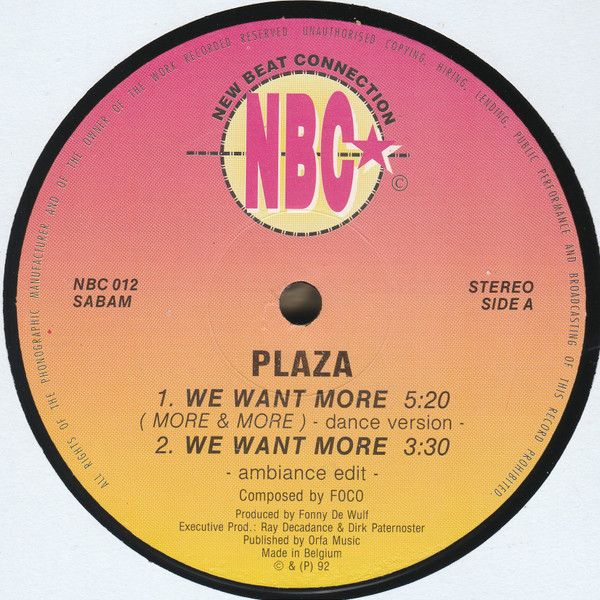 ALL RIGHTS OF THE PHONOGRAPHIC MANUFACTURER AND OF THE OWNER OF THE WORK RECORDED RESERVED. UNAUTHORISED COPYING, HIRING, LENDING, PUBLIC PERFORMANCE AND BROADCASTING OF THIS RECORD PROHIBITED.
NEW BEAT CONNECTION
NBC
©
NBC 012
SABAM
STEREO
SIDE A
PLAZA
1. WE WANT MORE 5:20
( MORE & MORE ) - dance version -
2. WE WANT MORE 3:30
- ambiance edit -
Composed by FOCO
Produced by Fonny De Wulf
Executive Prod.: Ray Decadance & Dirk Paternoster
Published by Orfa Music
Made in Belgium
© & (P) 92